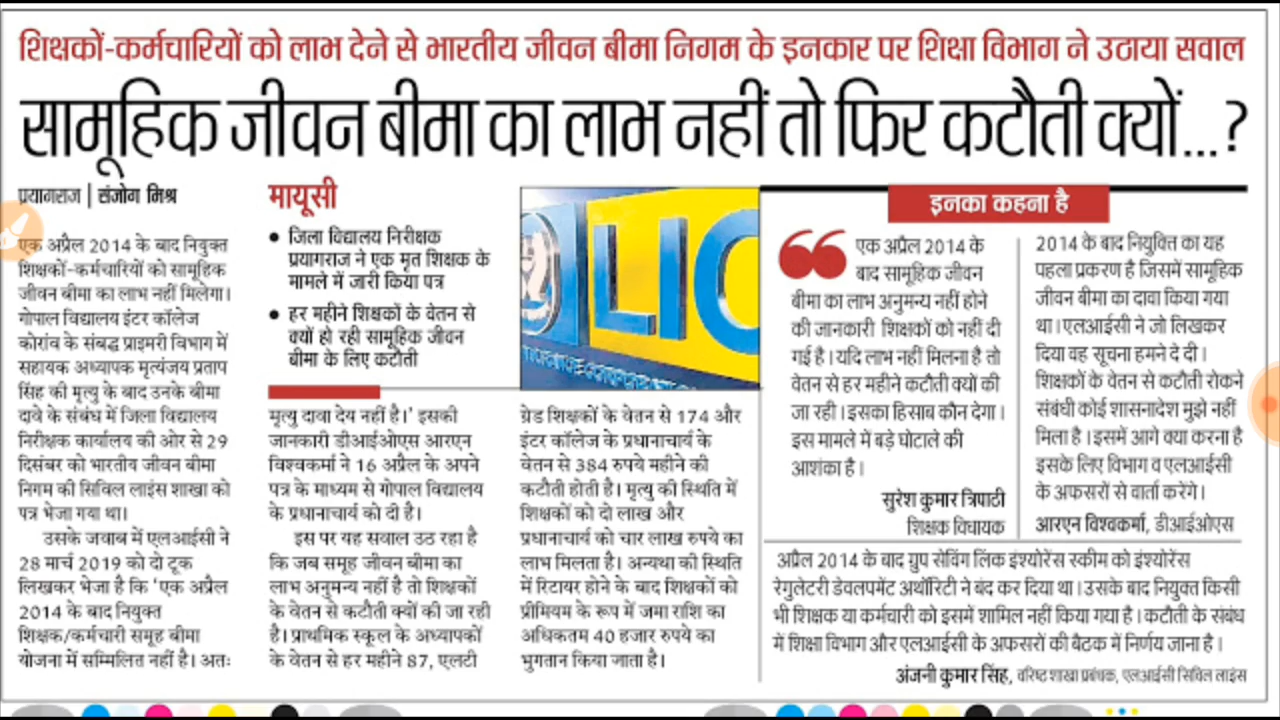 शिक्षकों-कर्मचारियों को लाभ देने से भारतीय जीवन बीमा निगम के इनकार पर शिक्षा विभाग ने उठाया सवाल
सामूहिक जीवन बीमा का लाभ नहीं तो फिर कटौती क्यों...?
प्रयागराज | संजोग मिश्र
एक अप्रैल 2014 के बाद नियुक्त
शिक्षकों-कर्मचारियों को सामूहिक
जीवन बीमा का लाभ नहीं मिलेगा।
गोपाल विद्यालय इंटर कॉलेज
कोरांव के संबद्ध प्राइमरी विभाग में
सहायक अध्यापक मृत्यंजय प्रताप
सिंह की मृत्यु के बाद उनके बीमा
दावे के संबंध में जिला विद्यालय
निरीक्षक कार्यालय की ओर से 29
दिसंबर को भारतीय जीवन बीमा
निगम की सिविल लाइंस शाखा को
पत्र भेजा गया था।
उसके जवाब में एलआईसी ने
28 मार्च 2019 को दो टूक
लिखकर भेजा है कि 'एक अप्रैल
2014 के बाद नियुक्त
शिक्षक/कर्मचारी समूह बीमा
योजना में सम्मिलित नहीं है। अतः
मायूसी
● जिला विद्यालय निरीक्षक
प्रयागराज ने एक मृत शिक्षक के
मामले में जारी किया पत्र
● हर महीने शिक्षकों के वेतन से
क्यों हो रही सामूहिक जीवन
बीमा के लिए कटौती
मृत्यु दावा देय नहीं है।' इसकी
जानकारी डीआईओएस आरएन
विश्वकर्मा ने 16 अप्रैल के अपने
पत्र के माध्यम से गोपाल विद्यालय
के प्रधानाचार्य को दी है।
इस पर यह सवाल उठ रहा है
कि जब समूह जीवन बीमा का
लाभ अनुमन्य नहीं है तो शिक्षकों
के वेतन से कटौती क्यों की जा रही
है। प्राथमिक स्कूल के अध्यापकों
के वेतन से हर महीने 87, एलटी
LIC
ग्रेड शिक्षकों के वेतन से 174 और
इंटर कॉलेज के प्रधानाचार्य के
वेतन से 384 रुपये महीने की
कटौती होती है। मृत्यु की स्थिति में
शिक्षकों को दो लाख और
प्रधानाचार्य को चार लाख रुपये का
लाभ मिलता है। अन्यथा की स्थिति
में रिटायर होने के बाद शिक्षकों को
प्रीमियम के रूप में जमा राशि का
अधिकतम 40 हजार रुपये का
भुगतान किया जाता है।
इनका कहना है
“ एक अप्रैल 2014 के
बाद सामूहिक जीवन
बीमा का लाभ अनुमन्य नहीं होने
की जानकारी शिक्षकों को नहीं दी
गई है। यदि लाभ नहीं मिलना है तो
वेतन से हर महीने कटौती क्यों की
जा रही। इसका हिसाब कौन देगा।
इस मामले में बड़े घोटाले की
आशंका है।
सुरेश कुमार त्रिपाठी
शिक्षक विधायक
2014 के बाद नियुक्ति का यह
पहला प्रकरण है जिसमें सामूहिक
जीवन बीमा का दावा किया गया
था। एलआईसी ने जो लिखकर
दिया वह सूचना हमने दे दी।
शिक्षकों के वेतन से कटौती रोकने
संबंधी कोई शासनादेश मुझे नहीं
मिला है। इसमें आगे क्या करना है
इसके लिए विभाग व एलआईसी
के अफसरों से वार्ता करेंगे।
आरएन विश्वकर्मा, डीआईओएस
अप्रैल 2014 के बाद ग्रुप सेविंग लिंक इंश्योरेंस स्कीम को इंश्योरेंस
रेगुलेटरी डेवलपमेंट अथॉरिटी ने बंद कर दिया था। उसके बाद नियुक्त किसी
भी शिक्षक या कर्मचारी को इसमें शामिल नहीं किया गया है। कटौती के संबंध
में शिक्षा विभाग और एलआईसी के अफसरों की बैठक में निर्णय जाना है।
अंजनी कुमार सिंह, वरिष्ट शाखा प्रबंधक, एलआईसी सिविल लाइंस